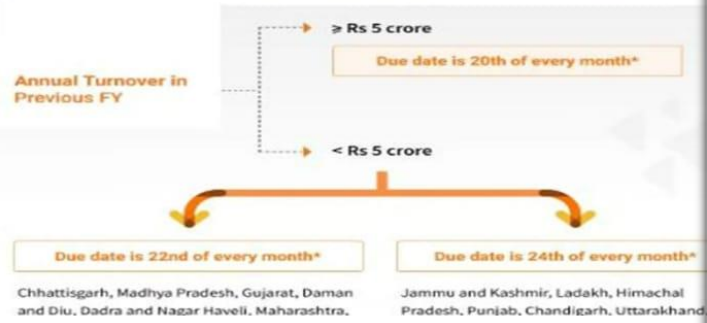 ≥ Rs 5 crore
Due date is 20th of every month*
Annual Turnover in
Previous FY
< Rs 5 crore
Due date is 22nd of every month*
Chhattisgarh, Madhya Pradesh, Gujarat, Daman
and Diu, Dadra and Nagar Haveli, Maharashtra,
Due date is 24th of every month*
Jammu and Kashmir, Ladakh, Himachal
Pradesh, Punjab, Chandigarh, Uttarakhand,